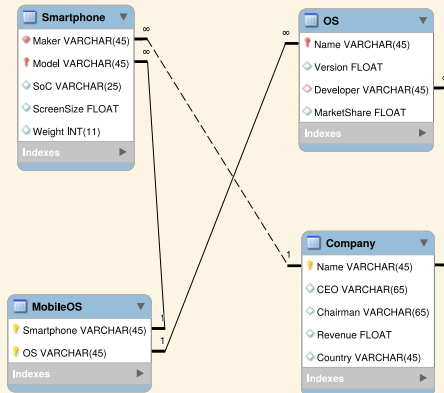 Smartphone
Maker VARCHAR(45)
Model VARCHAR(45)
SoC VARCHAR(25)
ScreenSize FLOAT
Weight INT(11)
Indexes
∞
∞
OS
Name VARCHAR(45)
Version FLOAT
Developer VARCHAR(45)
MarketShare FLOAT
Indexes
∞
MobileOS
Smartphone VARCHAR(45)
OS VARCHAR(45)
Indexes
1
1
Company
Name VARCHAR(45)
CEO VARCHAR(65)
Chairman VARCHAR(65)
Revenue FLOAT
Country VARCHAR(45)
Indexes
1